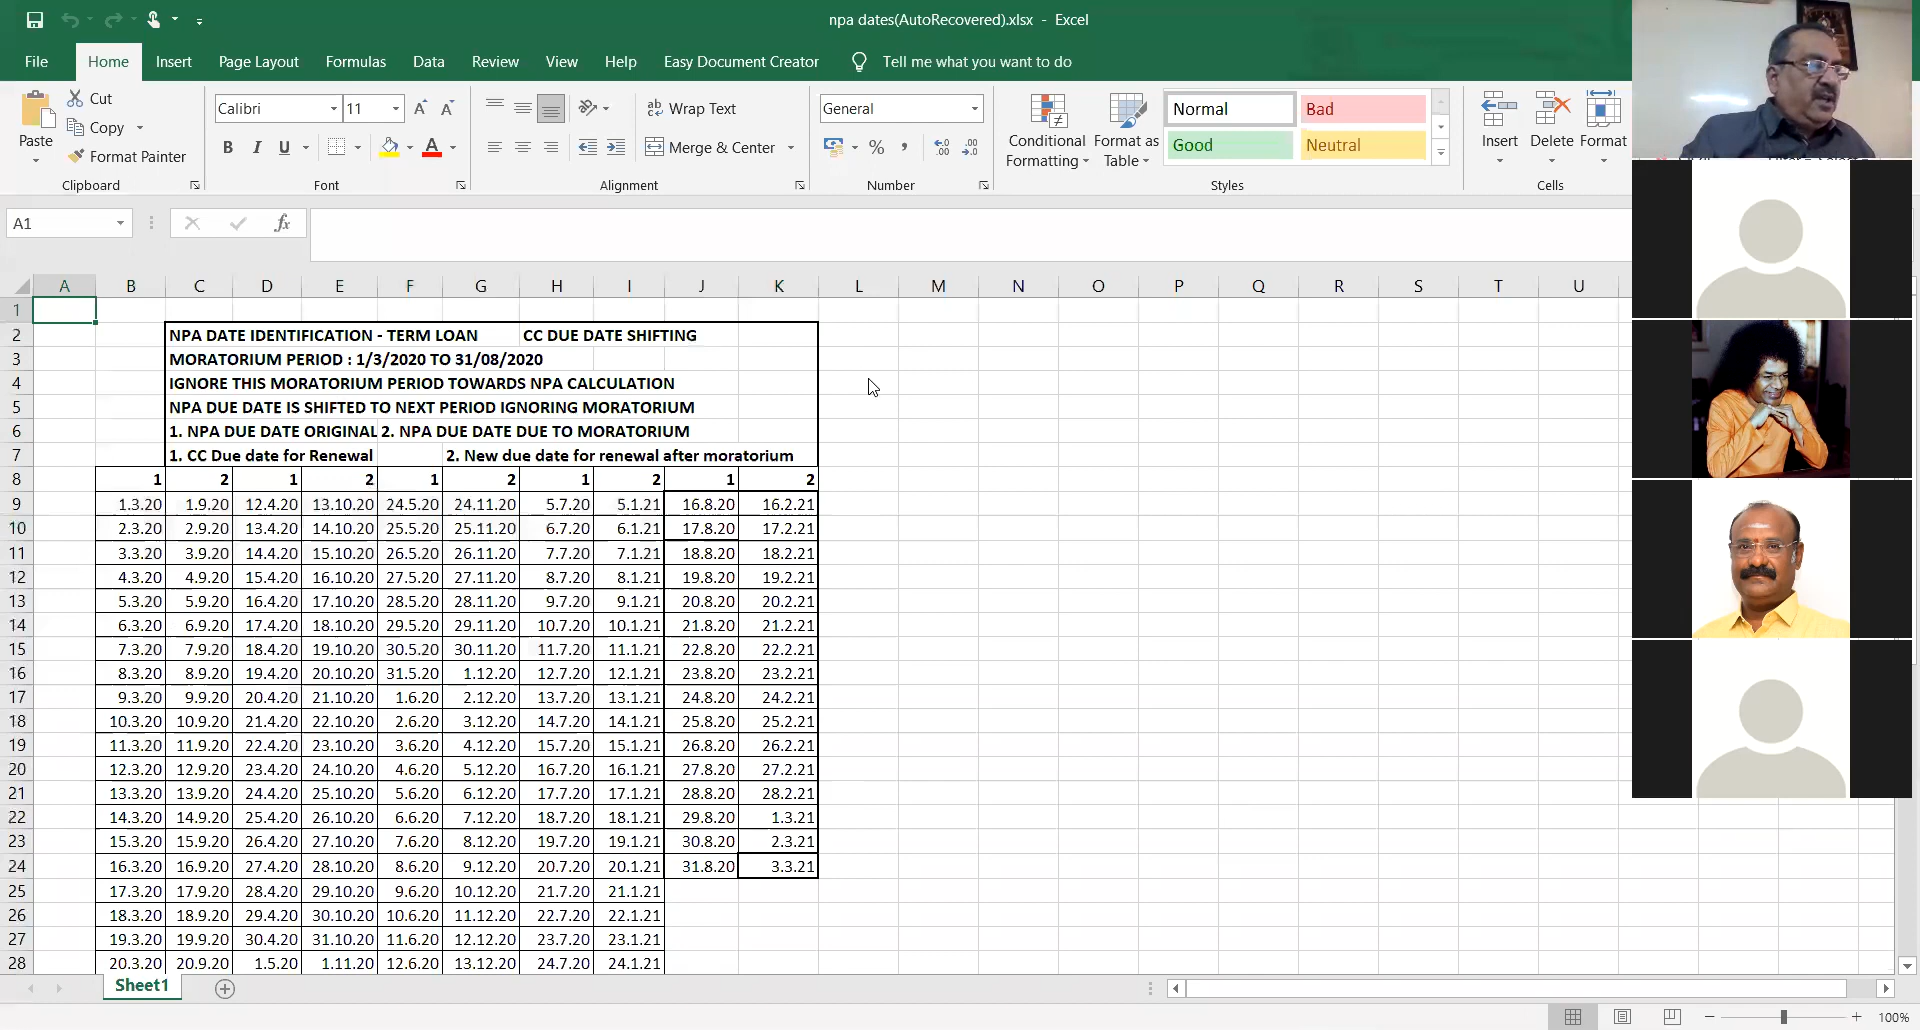 npa dates(AutoRecovered).xlsx - Excel
File Home Insert Page Layout Formulas Data Review View Help Easy Document Creator Tell me what you want to do
Paste
Cut
Copy
Format Painter
Clipboard
Calibri 11
B I U
Font
Wrap Text
Merge & Center
Alignment
General
Number
Conditional Formatting
Format as Table
Normal Bad
Good Neutral
Styles
Insert Delete Format
Cells
A1
fx
A B C D E F G H I J K L M N O P Q R S T U
1
2 NPA DATE IDENTIFICATION - TERM LOAN CC DUE DATE SHIFTING
3 MORATORIUM PERIOD : 1/3/2020 TO 31/08/2020
4 IGNORE THIS MORATORIUM PERIOD TOWARDS NPA CALCULATION
5 NPA DUE DATE IS SHIFTED TO NEXT PERIOD IGNORING MORATORIUM
6 1. NPA DUE DATE ORIGINAL 2. NPA DUE DATE DUE TO MORATORIUM
7 1. CC Due date for Renewal 2. New due date for renewal after moratorium
8 1 2 1 2 1 2 1 2 1 2
9 1.3.20 1.9.20 12.4.20 13.10.20 24.5.20 24.11.20 5.7.20 5.1.21 16.8.20 16.2.21
10 2.3.20 2.9.20 13.4.20 14.10.20 25.5.20 25.11.20 6.7.20 6.1.21 17.8.20 17.2.21
11 3.3.20 3.9.20 14.4.20 15.10.20 26.5.20 26.11.20 7.7.20 7.1.21 18.8.20 18.2.21
12 4.3.20 4.9.20 15.4.20 16.10.20 27.5.20 27.11.20 8.7.20 8.1.21 19.8.20 19.2.21
13 5.3.20 5.9.20 16.4.20 17.10.20 28.5.20 28.11.20 9.7.20 9.1.21 20.8.20 20.2.21
14 6.3.20 6.9.20 17.4.20 18.10.20 29.5.20 29.11.20 10.7.20 10.1.21 21.8.20 21.2.21
15 7.3.20 7.9.20 18.4.20 19.10.20 30.5.20 30.11.20 11.7.20 11.1.21 22.8.20 22.2.21
16 8.3.20 8.9.20 19.4.20 20.10.20 31.5.20 1.12.20 12.7.20 12.1.21 23.8.20 23.2.21
17 9.3.20 9.9.20 20.4.20 21.10.20 1.6.20 2.12.20 13.7.20 13.1.21 24.8.20 24.2.21
18 10.3.20 10.9.20 21.4.20 22.10.20 2.6.20 3.12.20 14.7.20 14.1.21 25.8.20 25.2.21
19 11.3.20 11.9.20 22.4.20 23.10.20 3.6.20 4.12.20 15.7.20 15.1.21 26.8.20 26.2.21
20 12.3.20 12.9.20 23.4.20 24.10.20 4.6.20 5.12.20 16.7.20 16.1.21 27.8.20 27.2.21
21 13.3.20 13.9.20 24.4.20 25.10.20 5.6.20 6.12.20 17.7.20 17.1.21 28.8.20 28.2.21
22 14.3.20 14.9.20 25.4.20 26.10.20 6.6.20 7.12.20 18.7.20 18.1.21 29.8.20 1.3.21
23 15.3.20 15.9.20 26.4.20 27.10.20 7.6.20 8.12.20 19.7.20 19.1.21 30.8.20 2.3.21
24 16.3.20 16.9.20 27.4.20 28.10.20 8.6.20 9.12.20 20.7.20 20.1.21 31.8.20 3.3.21
25 17.3.20 17.9.20 28.4.20 29.10.20 9.6.20 10.12.20 21.7.20 21.1.21
26 18.3.20 18.9.20 29.4.20 30.10.20 10.6.20 11.12.20 22.7.20 22.1.21
27 19.3.20 19.9.20 30.4.20 31.10.20 11.6.20 12.12.20 23.7.20 23.1.21
28 20.3.20 20.9.20 1.5.20 1.11.20 12.6.20 13.12.20 24.7.20 24.1.21
Sheet1
100%